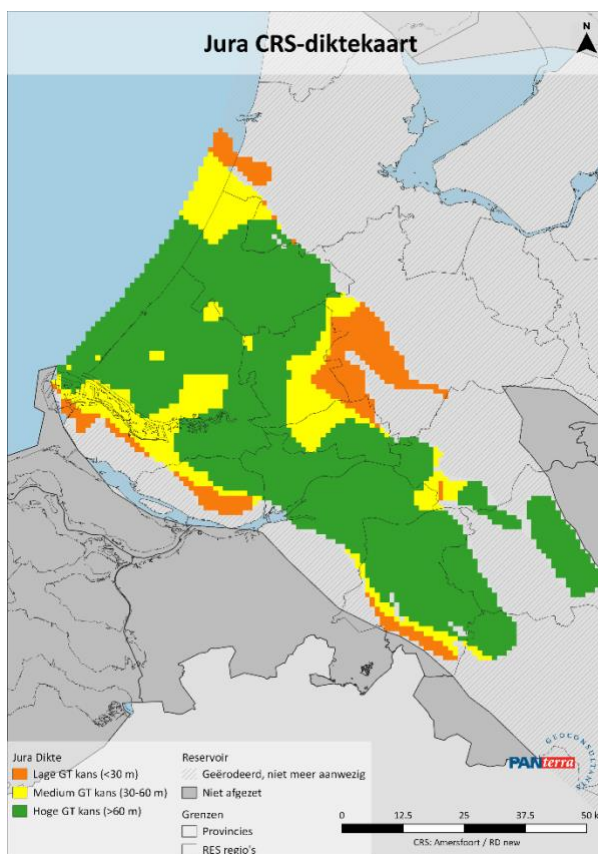 Jura CRS-diktekaart
N
Jura Dikte
Lage GT kans (<30 m)
Medium GT kans (30-60 m)
Hoge GT kans (>60 m)
Reservoir
Geërodeerd, niet meer aanwezig
Niet afgezet
Grenzen
Provincies
RES regio's
PANterra
GEOCONSULTANTS
0 12.5 25 37.5 50 k
CRS: Amersfoort / RD new